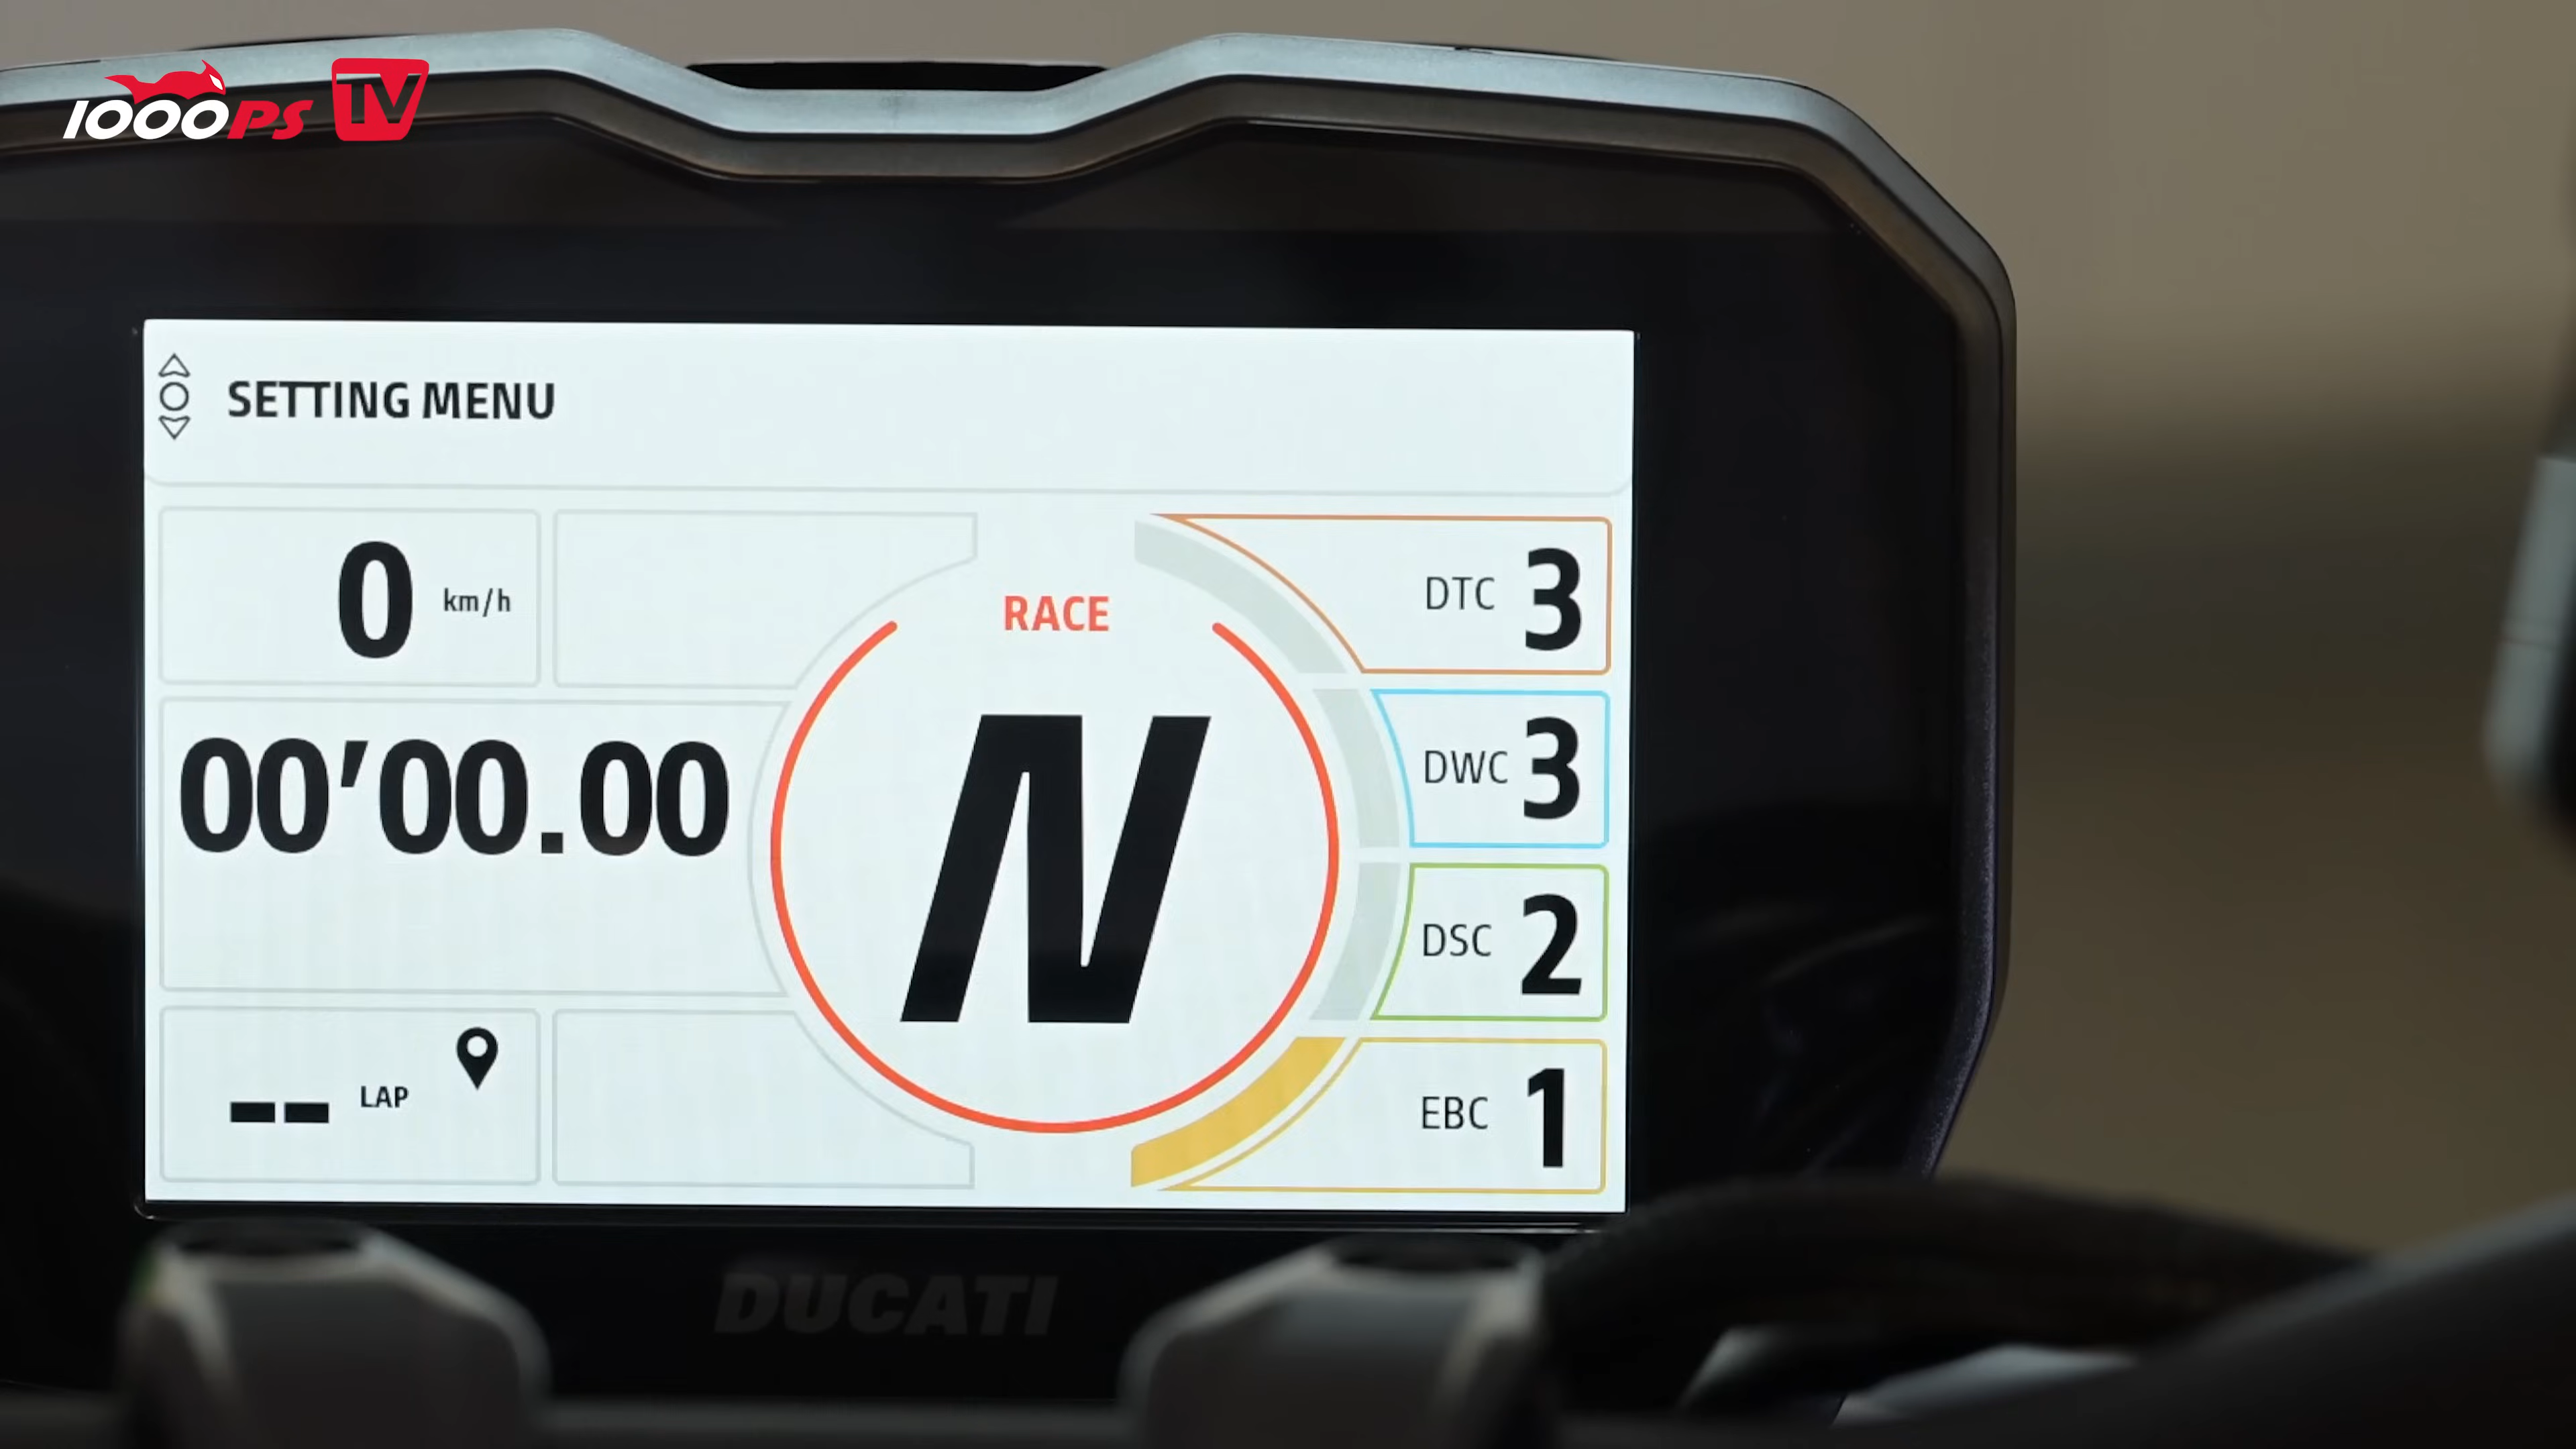 1000PS TV
SETTING MENU
0 km/h
RACE
DTC 3
N
00'00.00
DWC 3
DSC 2
-- LAP
EBC 1
DUCATI